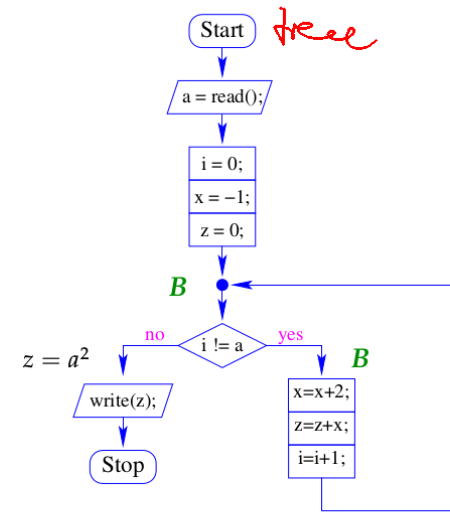 Start
a = read();
i = 0;
x = −1;
z = 0;
B
no
i != a
yes
z = a²
B
write(z);
x=x+2;
z=z+x;
i=i+1;
Stop